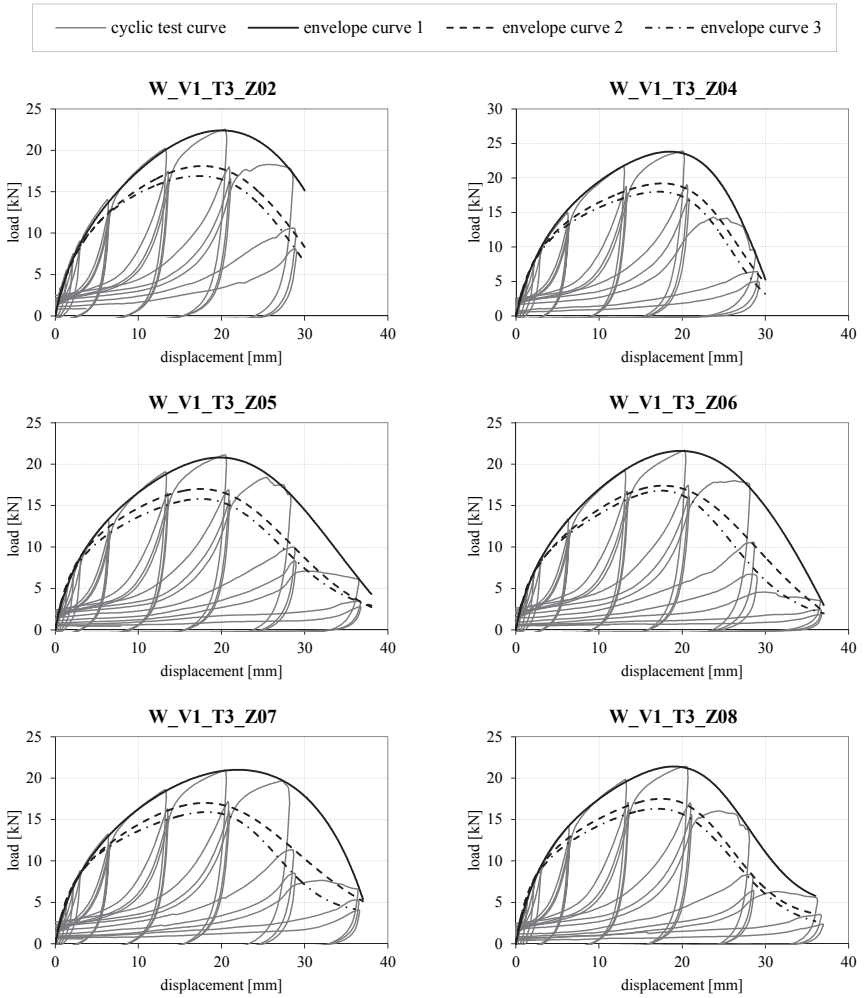 cyclic test curve envelope curve 1 envelope curve 2 envelope curve 3
W_V1_T3_Z02
25
20
15
10
5
0
load [kN]
0 10 20 30 40
displacement [mm]
W_V1_T3_Z04
30
25
20
15
10
5
0
load [kN]
0 10 20 30 40
displacement [mm]
W_V1_T3_Z05
25
20
15
10
5
0
load [kN]
0 10 20 30 40
displacement [mm]
W_V1_T3_Z06
25
20
15
10
5
0
load [kN]
0 10 20 30 40
displacement [mm]
W_V1_T3_Z07
25
20
15
10
5
0
load [kN]
0 10 20 30 40
displacement [mm]
W_V1_T3_Z08
25
20
15
10
5
0
load [kN]
0 10 20 30 40
displacement [mm]